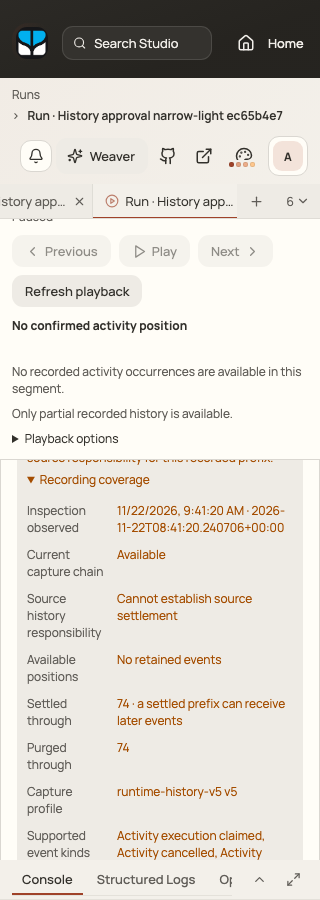 Search Studio
Home
Runs
Run · History approval narrow-light ec65b4e7
Weaver
A
story app...
Run · History app...
6
Paused
Previous
Play
Next
Refresh playback
No confirmed activity position
No recorded activity occurrences are available in this
segment.
Only partial recorded history is available.
Playback options
source responsibility for this recorded prefix.
Recording coverage
Inspection
observed
11/22/2026, 9:41:20 AM · 2026-
11-22T08:41:20.240706+00:00
Current
capture chain
Available
Source
history
responsibility
Cannot establish source
settlement
Available
positions
No retained events
Settled
through
74 · a settled prefix can receive
later events
Purged
through
74
Capture
profile
runtime-history-v5 v5
Supported
event kinds
Activity execution claimed,
Activity cancelled, Activity
Console
Structured Logs